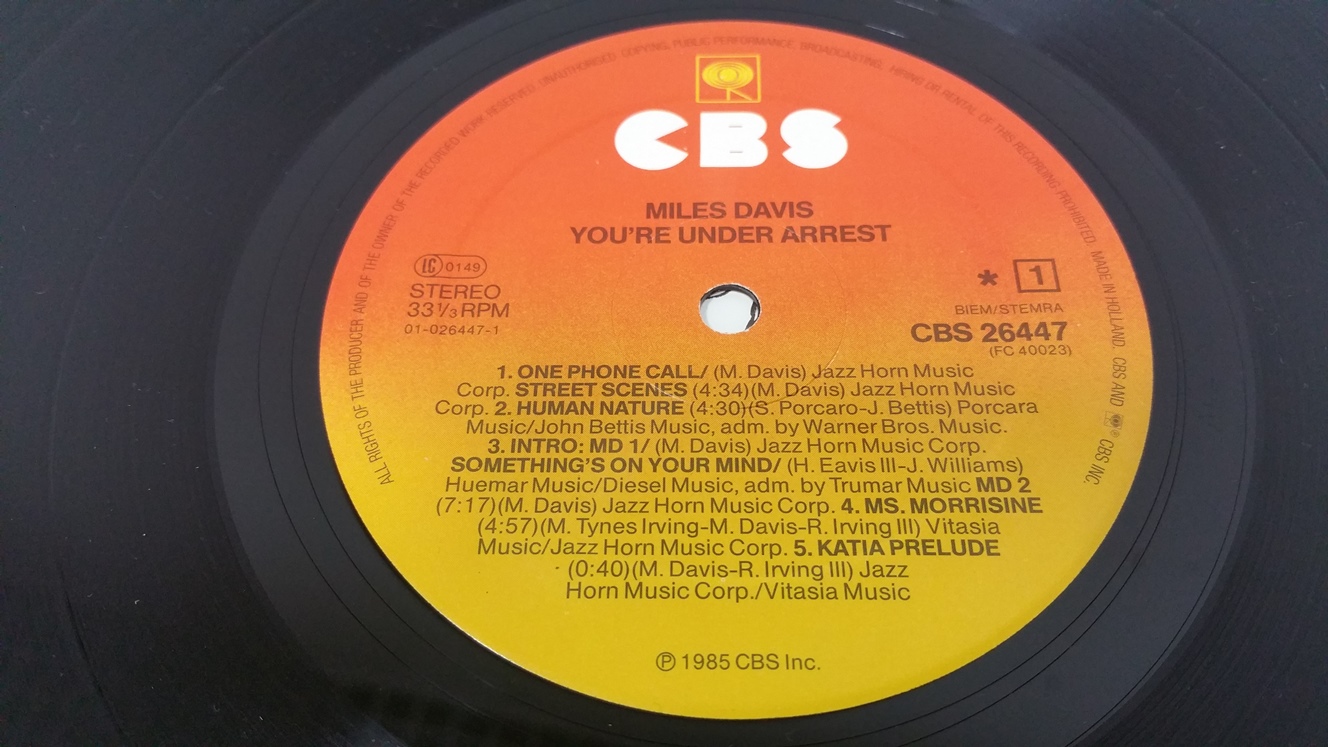 ALL RIGHTS OF THE PRODUCER AND OF THE OWNER OF THE RECORDED WORK RESERVED. UNAUTHORISED COPYING, PUBLIC PERFORMANCE, BROADCASTING, HIRING OR RENTAL OF THIS RECORDING PROHIBITED. MADE IN HOLLAND. CBS AND ® CBS INC.
CBS
MILES DAVIS
YOU'RE UNDER ARREST
LC 0149
STEREO
33⅓ RPM
01-026447-1
* 1
BIEM/STEMRA
CBS 26447
(FC 40023)
1. ONE PHONE CALL/ (M. Davis) Jazz Horn Music
Corp. STREET SCENES (4:34)(M. Davis) Jazz Horn Music
Corp. 2. HUMAN NATURE (4:30)(S. Porcaro-J. Bettis) Porcara
Music/John Bettis Music, adm. by Warner Bros. Music.
3. INTRO: MD 1/ (M. Davis) Jazz Horn Music Corp.
SOMETHING'S ON YOUR MIND/ (H. Eavis III-J. Williams)
Huemar Music/Diesel Music, adm. by Trumar Music MD 2
(7:17)(M. Davis) Jazz Horn Music Corp. 4. MS. MORRISINE
(4:57)(M. Tynes Irving-M. Davis-R. Irving III) Vitasia
Music/Jazz Horn Music Corp. 5. KATIA PRELUDE
(0:40)(M. Davis-R. Irving III) Jazz
Horn Music Corp./Vitasia Music
℗ 1985 CBS Inc.